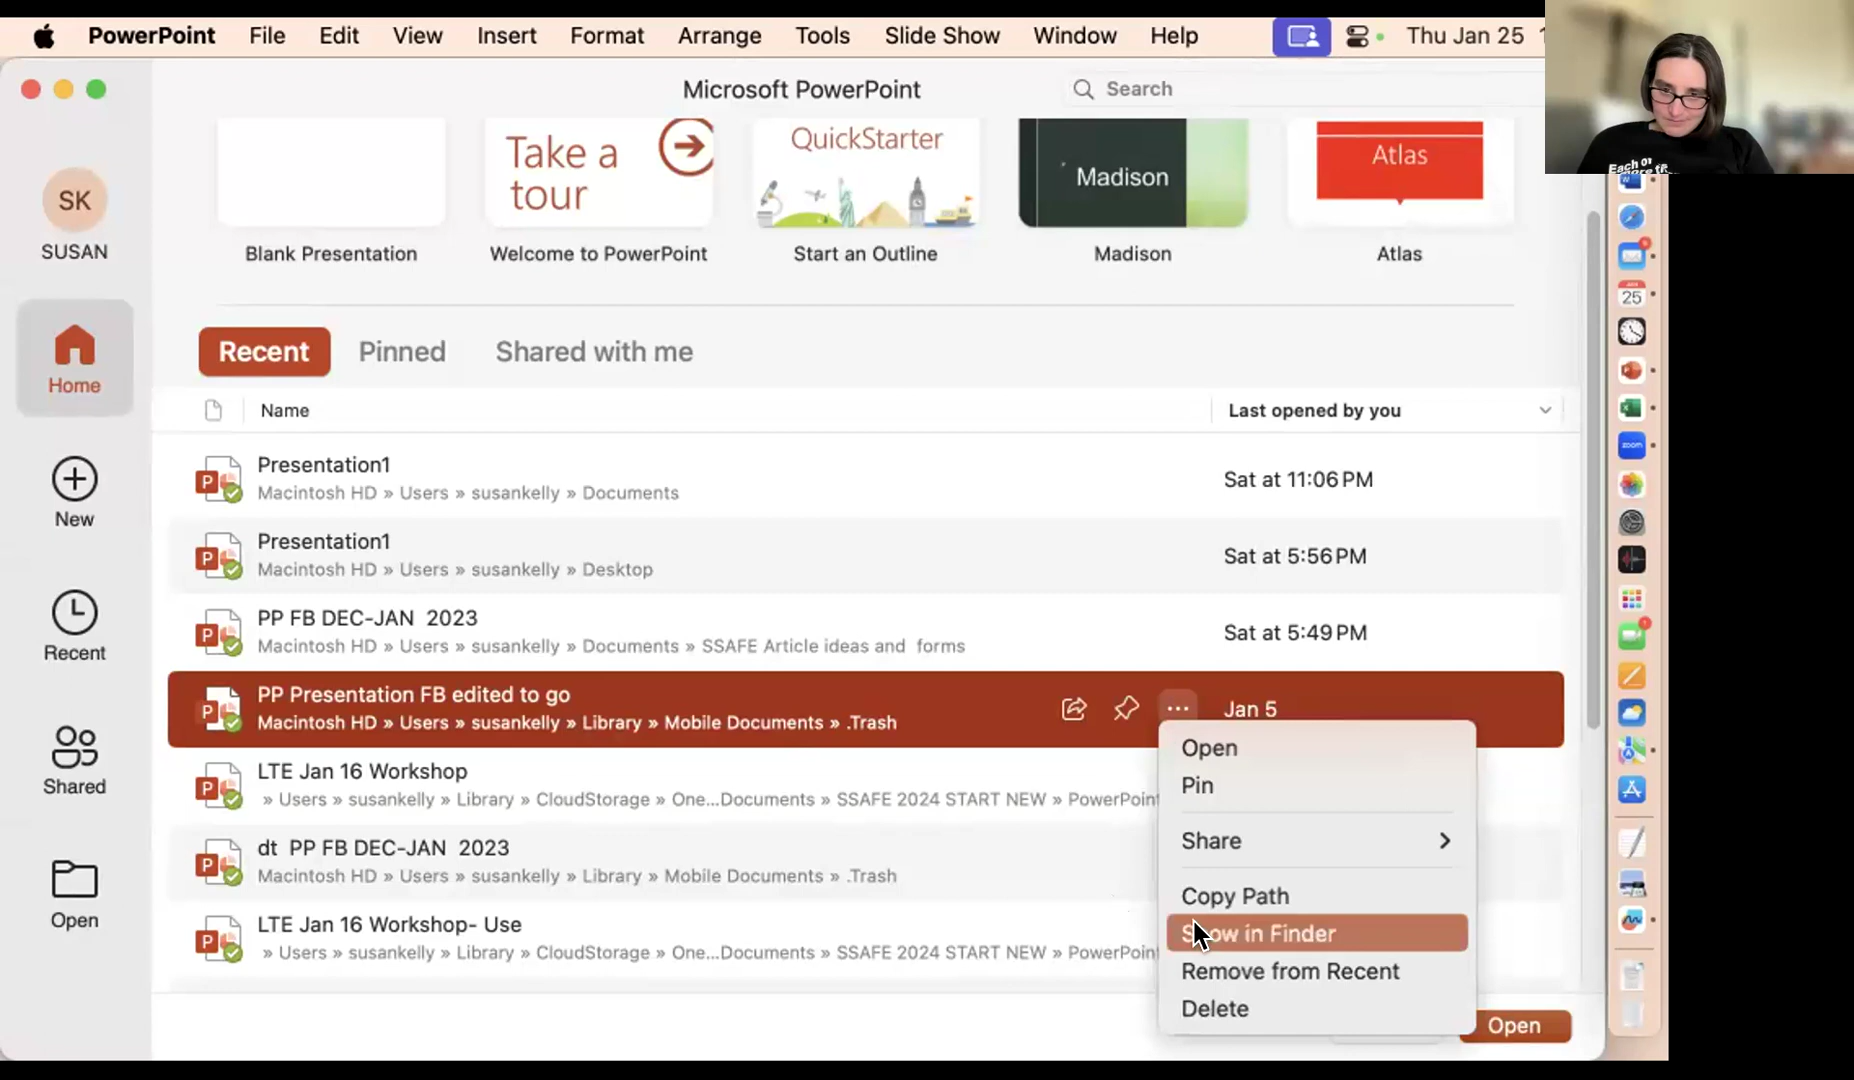 PowerPoint File Edit View Insert Format Arrange Tools Slide Show Window Help Thu Jan 25
Microsoft PowerPoint
Search
SK
SUSAN
Home
New
Recent
Shared
Open
Take a
tour
QuickStarter
Madison
Atlas
Blank Presentation
Welcome to PowerPoint
Start an Outline
Madison
Atlas
Recent Pinned Shared with me
Name Last opened by you
Presentation1
Macintosh HD » Users » susankelly » Documents
Sat at 11:06 PM
Presentation1
Macintosh HD » Users » susankelly » Desktop
Sat at 5:56 PM
PP FB DEC-JAN  2023
Macintosh HD » Users » susankelly » Documents » SSAFE Article ideas and  forms
Sat at 5:49 PM
PP Presentation FB edited to go
Macintosh HD » Users » susankelly » Library » Mobile Documents » .Trash
Jan 5
LTE Jan 16 Workshop
» Users » susankelly » Library » CloudStorage » One...Documents » SSAFE 2024 START NEW » PowerPoint
dt  PP FB DEC-JAN  2023
Macintosh HD » Users » susankelly » Library » Mobile Documents » .Trash
LTE Jan 16 Workshop- Use
» Users » susankelly » Library » CloudStorage » One...Documents » SSAFE 2024 START NEW » PowerPoint
Open
Pin
Share
Copy Path
Show in Finder
Remove from Recent
Delete
Open
Each of
25
zoom